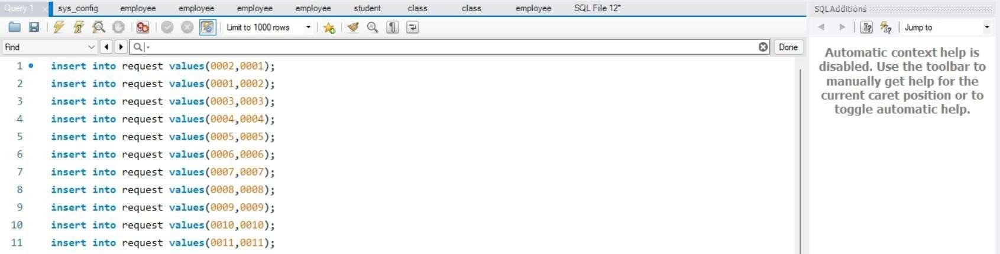 Query 1 sys_config employee employee employee employee student class class employee SQL File 12*
SQLAdditions
Limit to 1000 rows
Jump to
Find
Done
Automatic context help is
disabled. Use the toolbar to
manually get help for the
current caret position or to
toggle automatic help.
1 insert into request values(0002,0001);
2 insert into request values(0001,0002);
3 insert into request values(0003,0003);
4 insert into request values(0004,0004);
5 insert into request values(0005,0005);
6 insert into request values(0006,0006);
7 insert into request values(0007,0007);
8 insert into request values(0008,0008);
9 insert into request values(0009,0009);
10 insert into request values(0010,0010);
11 insert into request values(0011,0011);